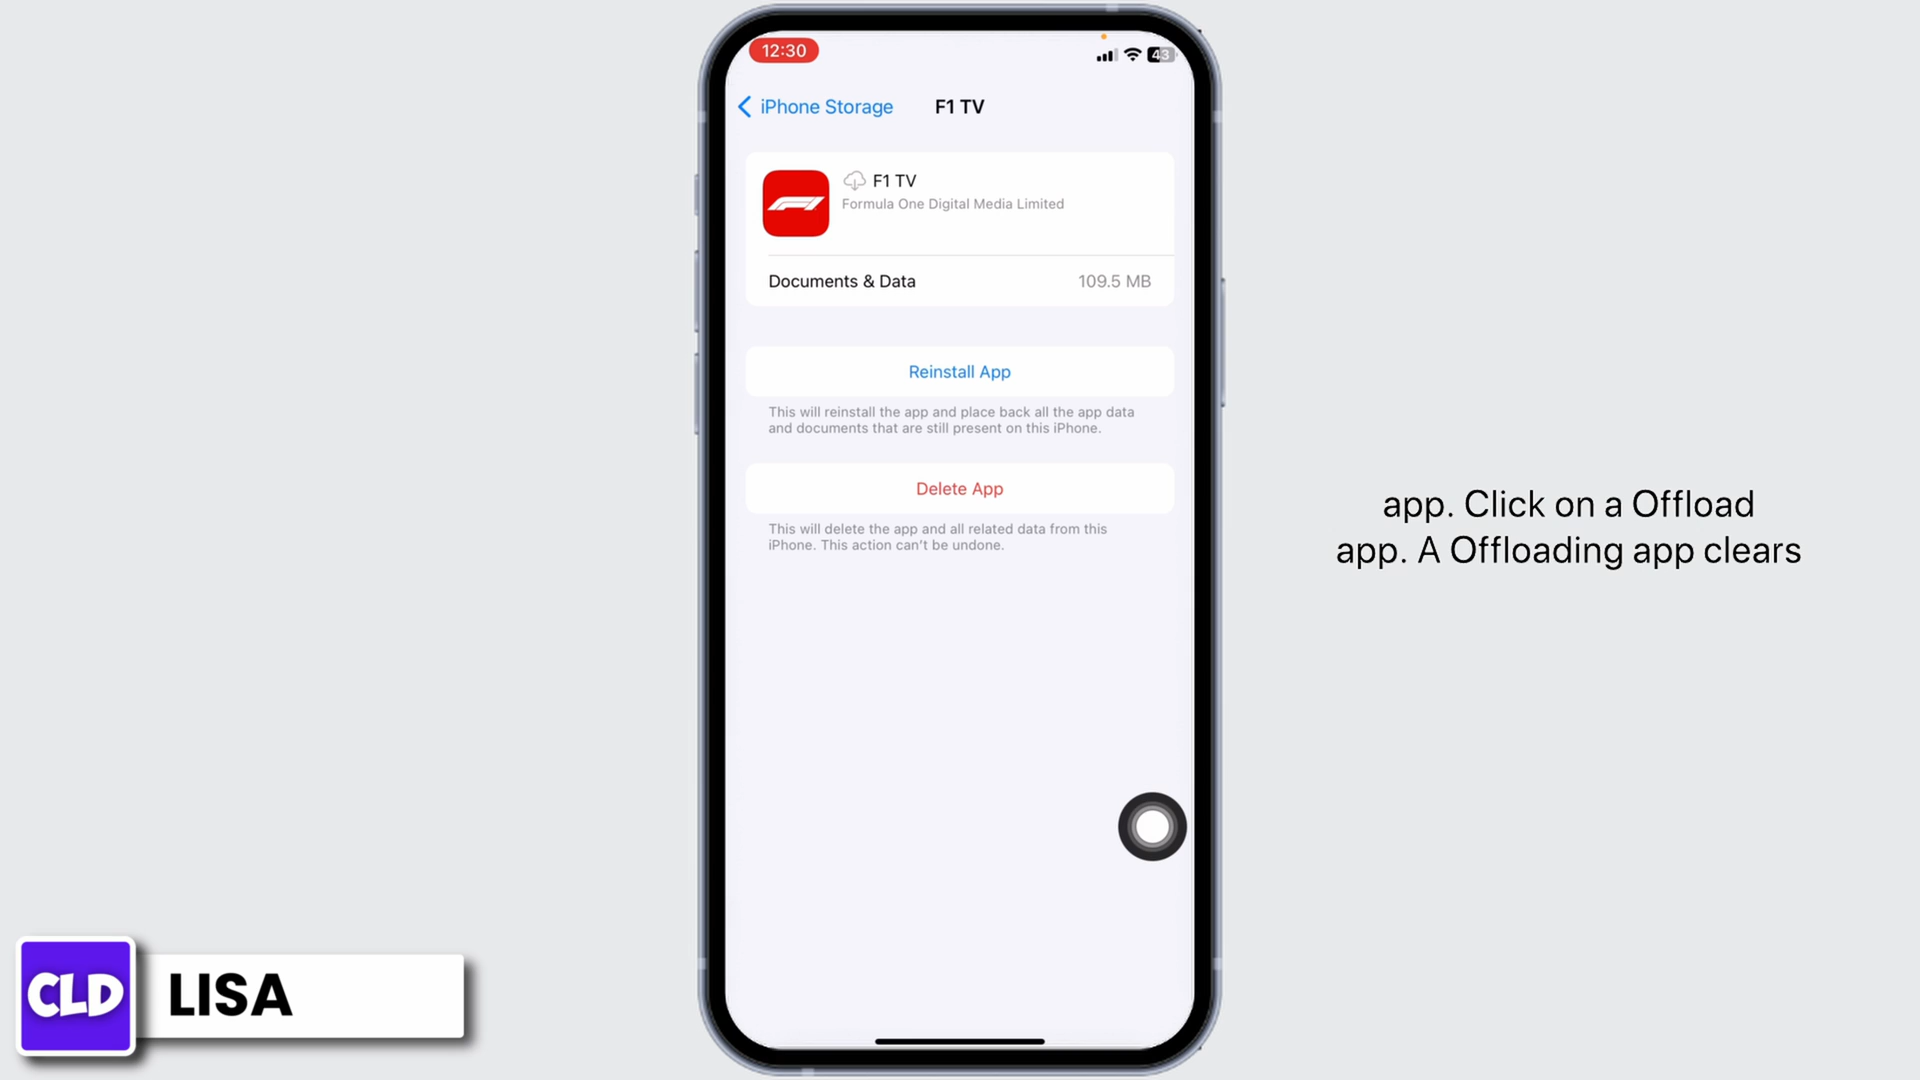 12:30
43
iPhone Storage
F1 TV
F1 TV
Formula One Digital Media Limited
Documents & Data 109.5 MB
Reinstall App
This will reinstall the app and place back all the app data
and documents that are still present on this iPhone.
Delete App
This will delete the app and all related data from this
iPhone. This action can't be undone.
app. Click on a Offload
app. A Offloading app clears
CLD
LISA